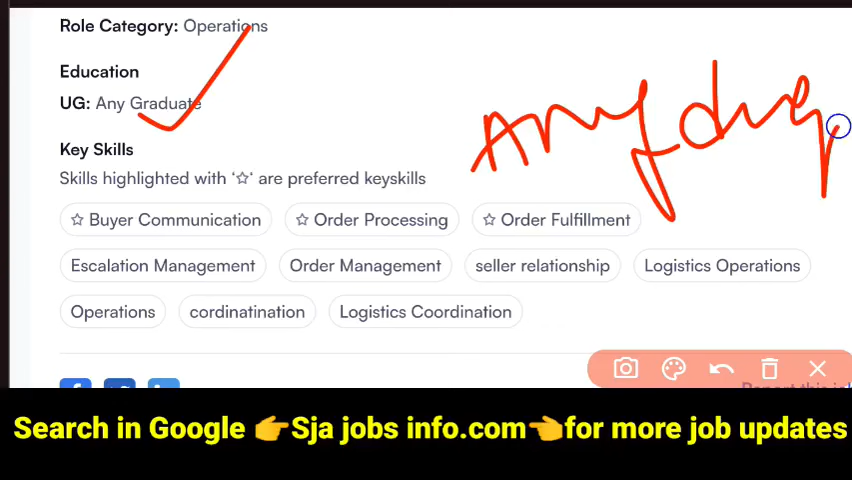 Role Category: Operations
Education
UG: Any Graduate
Any
Key Skills
Skills highlighted with ‘☆‘ are preferred keyskills
☆ Buyer Communication ☆ Order Processing ☆ Order Fulfillment
Escalation Management Order Management seller relationship Logistics Operations
Operations cordinatination Logistics Coordination
Search in Google 👉Sja jobs info.com👈for more job updates